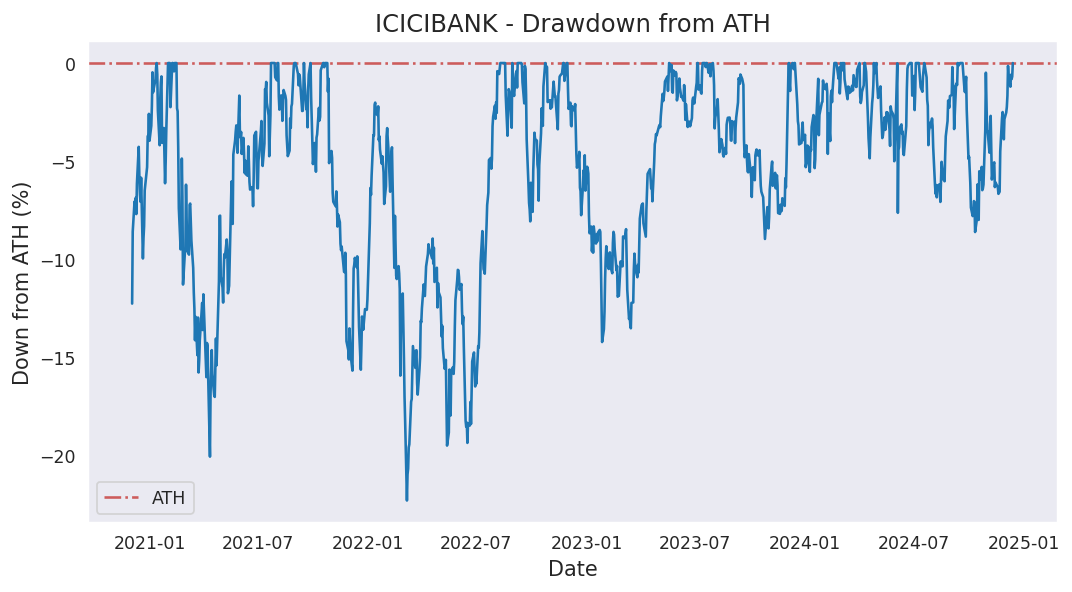 ICICIBANK - Drawdown from ATH
Down from ATH (%)
0
−5
−10
−15
−20
ATH
2021-01 2021-07 2022-01 2022-07 2023-01 2023-07 2024-01 2024-07 2025-01
Date